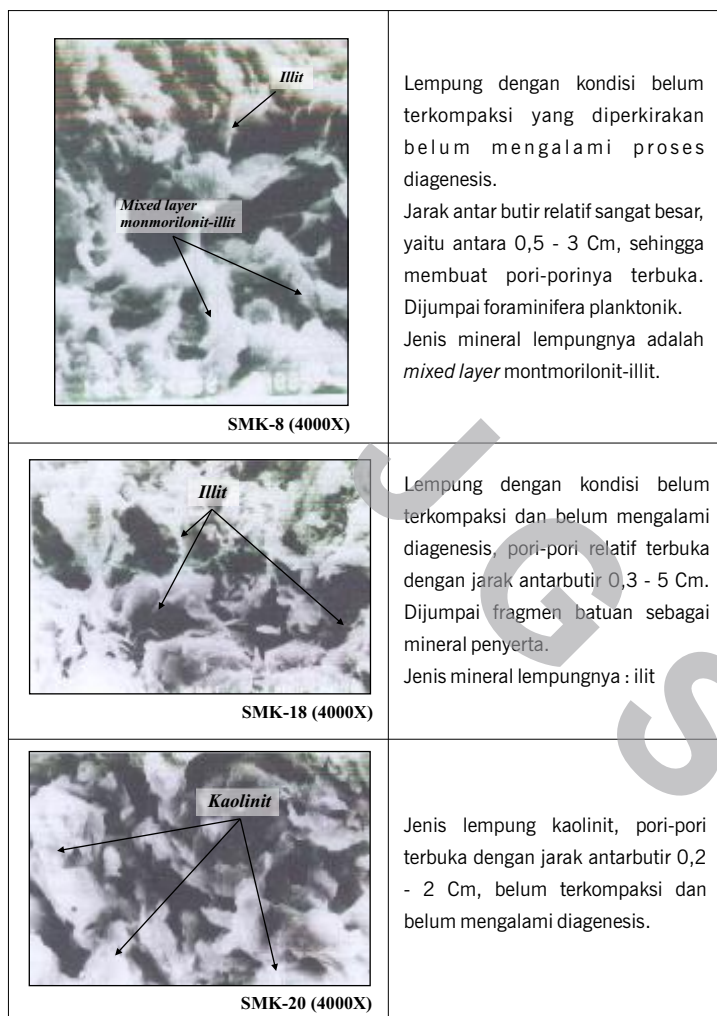 Illit
Mixed layer
monmorilonit-illit
SMK-8 (4000X)
Lempung dengan kondisi belum
terkompaksi yang diperkirakan
belum mengalami proses
diagenesis.
Jarak antar butir relatif sangat besar,
yaitu antara 0,5 - 3 Cm, sehingga
membuat pori-porinya terbuka.
Dijumpai foraminifera planktonik.
Jenis mineral lempungnya adalah
mixed layer montmorilonit-illit.
Illit
SMK-18 (4000X)
Lempung dengan kondisi belum
terkompaksi dan belum mengalami
diagenesis, pori-pori relatif terbuka
dengan jarak antarbutir 0,3 - 5 Cm.
Dijumpai fragmen batuan sebagai
mineral penyerta.
Jenis mineral lempungnya : ilit
Kaolinit
SMK-20 (4000X)
Jenis lempung kaolinit, pori-pori
terbuka dengan jarak antarbutir 0,2
- 2 Cm, belum terkompaksi dan
belum mengalami diagenesis.
J G S